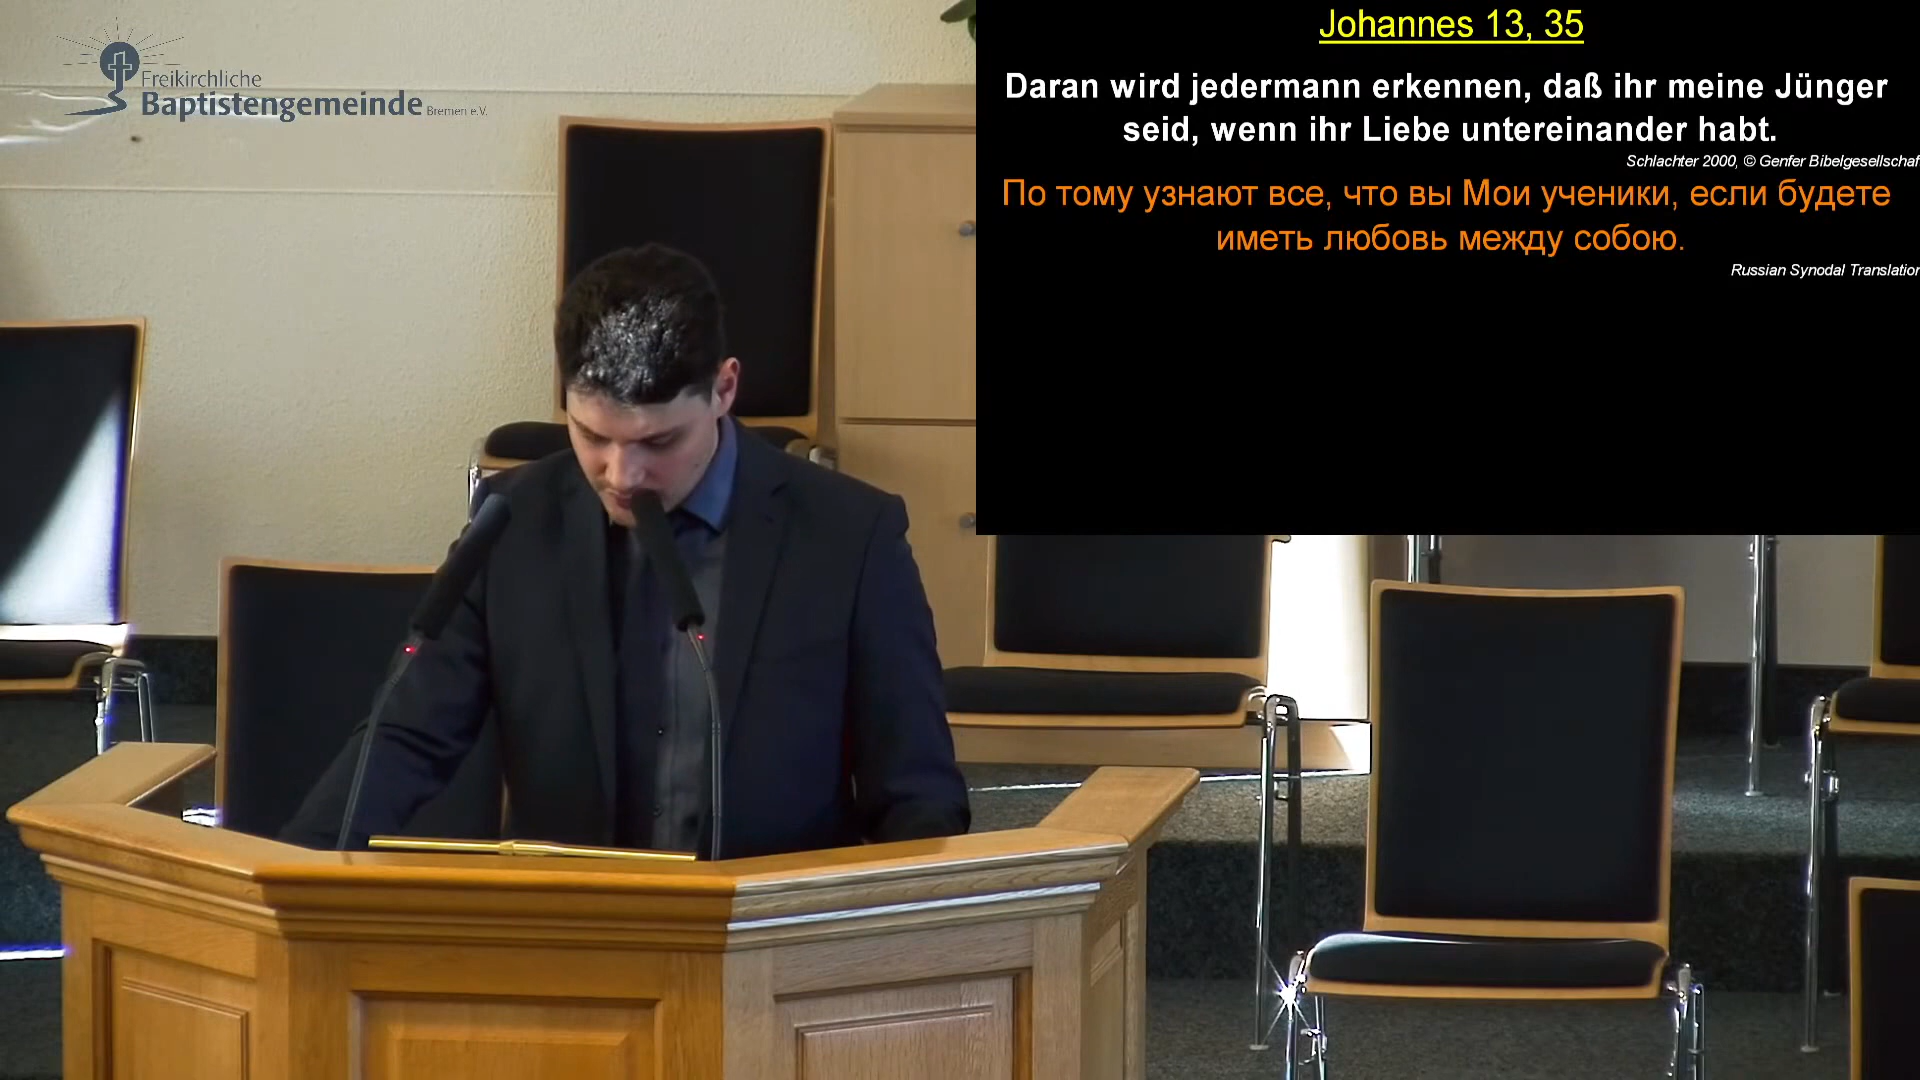 Freikirchliche
Baptistengemeinde Bremen e.V.
Johannes 13, 35
Daran wird jedermann erkennen, daß ihr meine Jünger
seid, wenn ihr Liebe untereinander habt.
Schlachter 2000, © Genfer Bibelgesellschaf
По тому узнают все, что вы Мои ученики, если будете
иметь любовь между собою.
Russian Synodal Translation